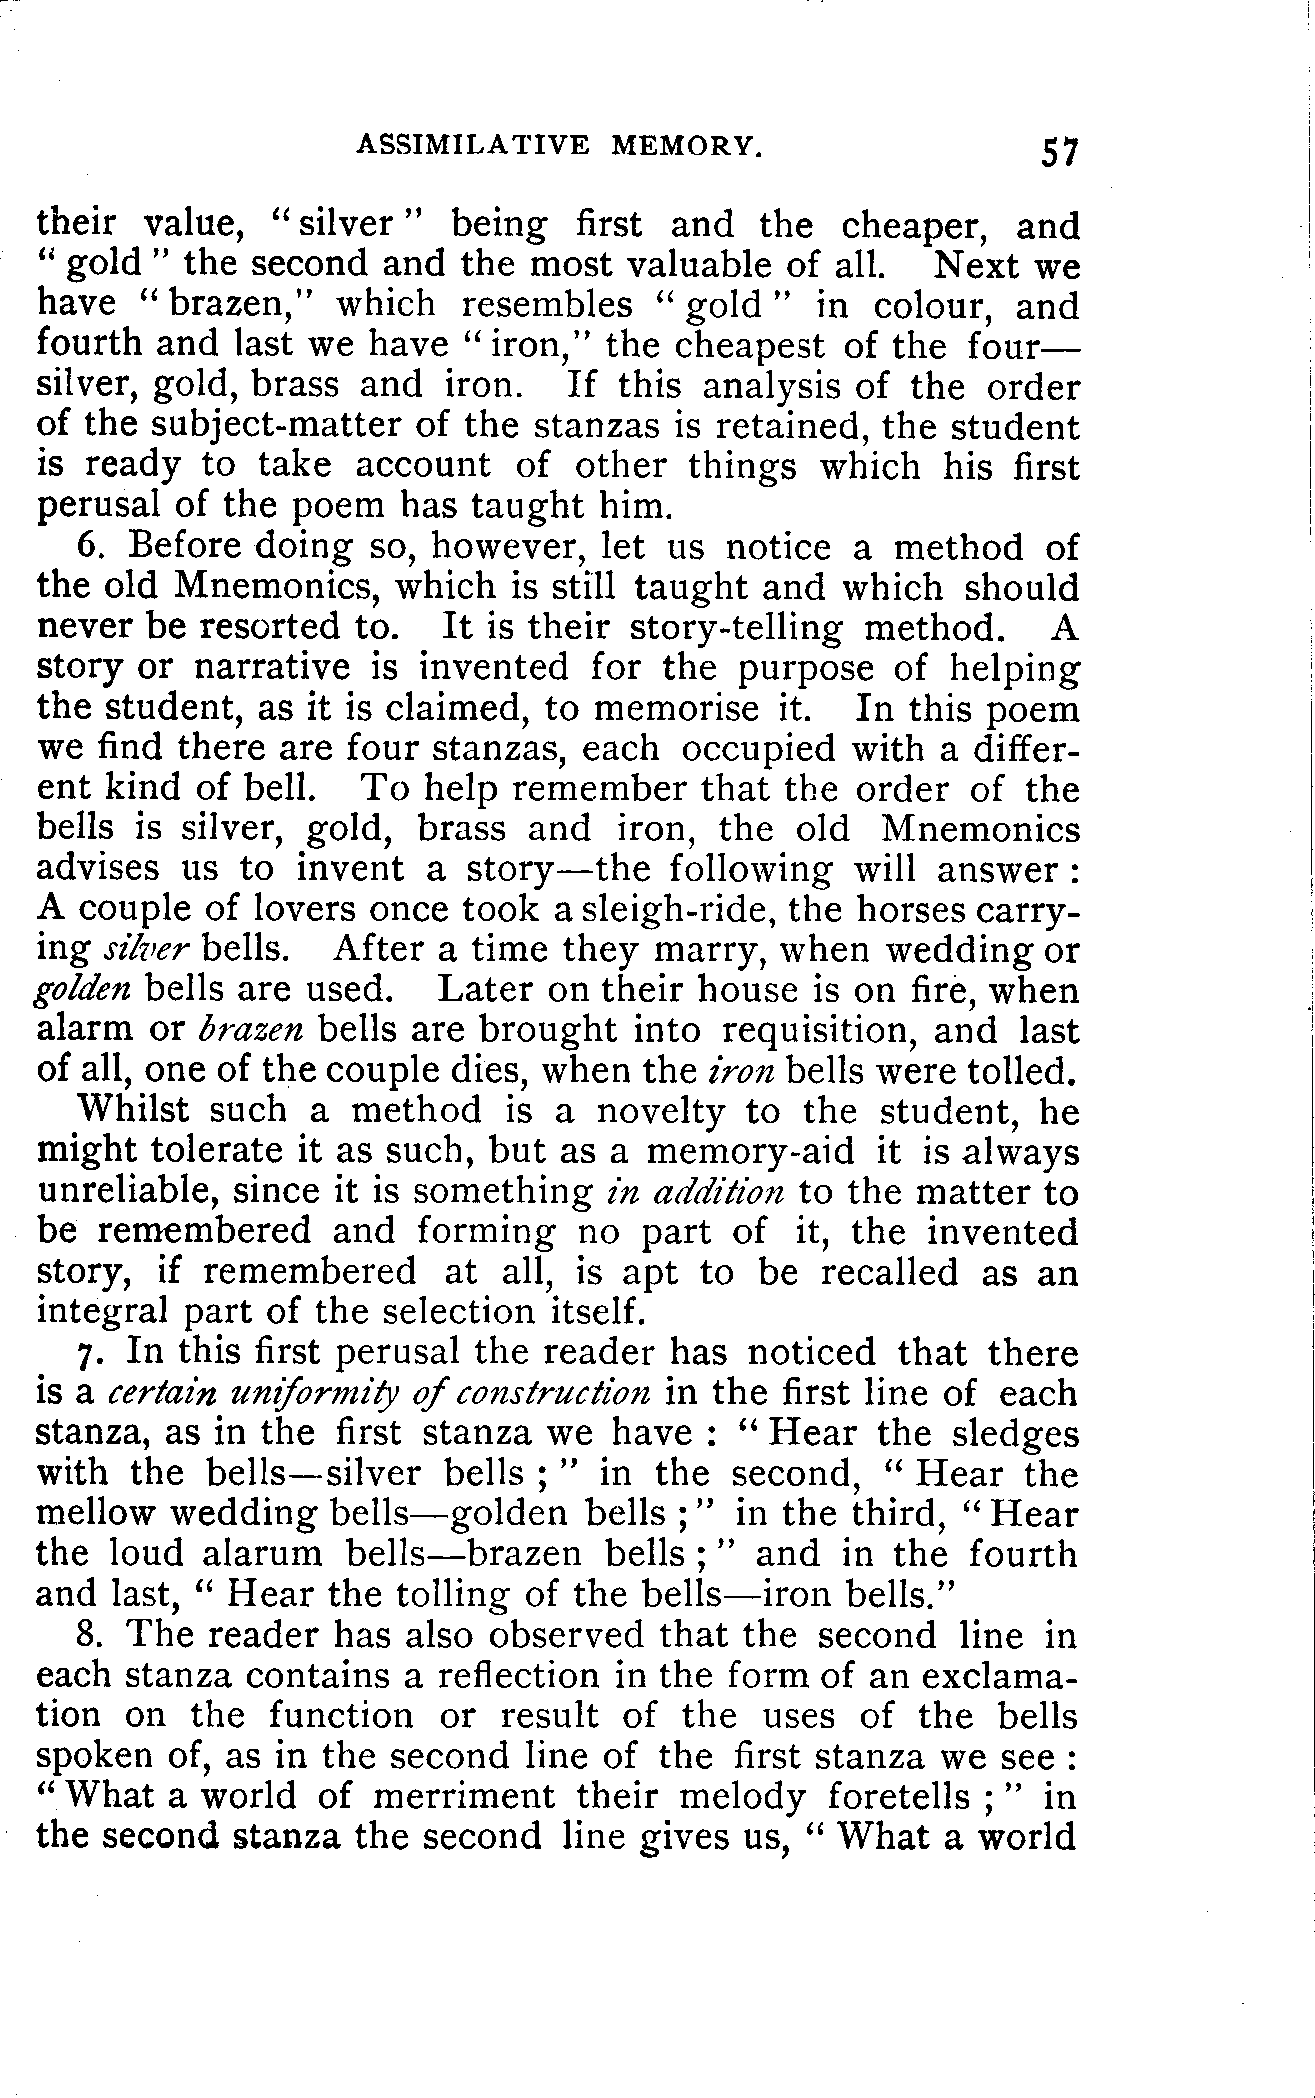 ASSIMILATIVE MEMORY. 57
their value, "silver" being first and the cheaper, and
"gold" the second and the most valuable of all. Next we
have "brazen," which resembles "gold" in colour, and
fourth and last we have "iron," the cheapest of the four—
silver, gold, brass and iron. If this analysis of the order
of the subject-matter of the stanzas is retained, the student
is ready to take account of other things which his first
perusal of the poem has taught him.
6. Before doing so, however, let us notice a method of
the old Mnemonics, which is still taught and which should
never be resorted to. It is their story-telling method. A
story or narrative is invented for the purpose of helping
the student, as it is claimed, to memorise it. In this poem
we find there are four stanzas, each occupied with a differ-
ent kind of bell. To help remember that the order of the
bells is silver, gold, brass and iron, the old Mnemonics
advises us to invent a story—the following will answer :
A couple of lovers once took a sleigh-ride, the horses carry-
ing silver bells. After a time they marry, when wedding or
golden bells are used. Later on their house is on fire, when
alarm or brazen bells are brought into requisition, and last
of all, one of the couple dies, when the iron bells were tolled.
Whilst such a method is a novelty to the student, he
might tolerate it as such, but as a memory-aid it is always
unreliable, since it is something in addition to the matter to
be remembered and forming no part of it, the invented
story, if remembered at all, is apt to be recalled as an
integral part of the selection itself.
7. In this first perusal the reader has noticed that there
is a certain uniformity of construction in the first line of each
stanza, as in the first stanza we have : "Hear the sledges
with the bells—silver bells ; " in the second, "Hear the
mellow wedding bells—golden bells ;" in the third, "Hear
the loud alarum bells—brazen bells ; " and in the fourth
and last, "Hear the tolling of the bells—iron bells."
8. The reader has also observed that the second line in
each stanza contains a reflection in the form of an exclama-
tion on the function or result of the uses of the bells
spoken of, as in the second line of the first stanza we see :
"What a world of merriment their melody foretells ; " in
the second stanza the second line gives us, "What a world